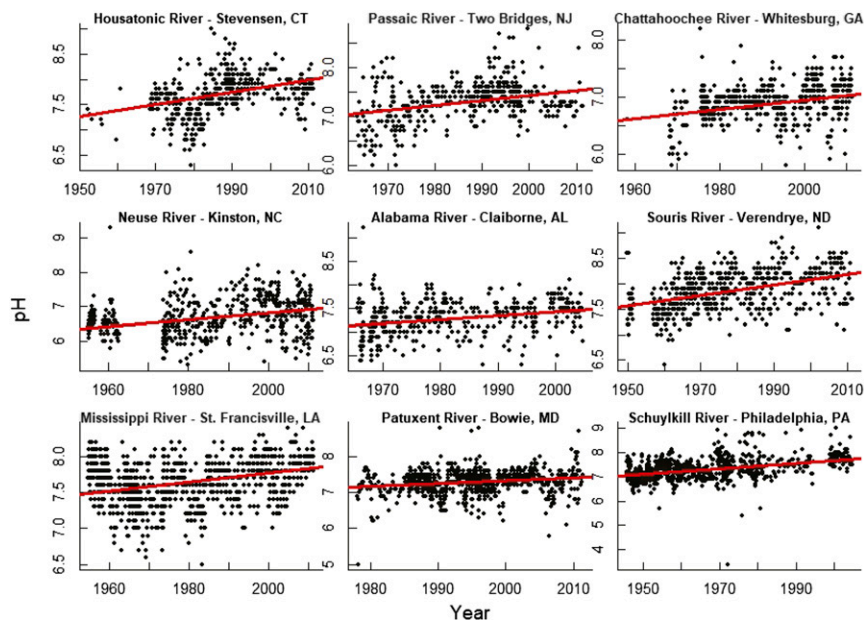 Housatonic River - Stevensen, CT
Passaic River - Two Bridges, NJ
Chattahoochee River - Whitesburg, GA
8.5
7.5
6.5
1950 1970 1990 2010
8.0
7.0
6.0
1970 1980 1990 2000 2010
8.0
7.0
6.0
1960 1980 2000
Neuse River - Kinston, NC
Alabama River - Claiborne, AL
Souris River - Verendrye, ND
pH
9
8
7
6
1960 1980 2000
8.5
7.5
6.5
1970 1980 1990 2000
8.5
7.5
6.5
1950 1970 1990 2010
Mississippi River - St. Francisville, LA
Patuxent River - Bowie, MD
Schuylkill River - Philadelphia, PA
8.0
7.5
7.0
6.5
1960 1980 2000
8
7
6
5
1980 1990 2000 2010
9
8
7
6
5
4
1950 1970 1990
Year